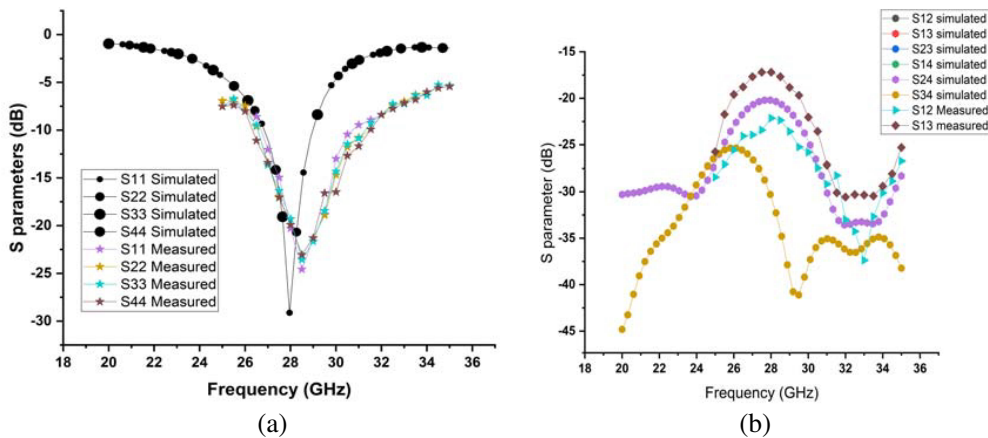 S parameters (dB)
0
-5
-10
-15
-20
-25
-30
S11 Simulated
S22 Simulated
S33 Simulated
S44 Simulated
S11 Measured
S22 Measured
S33 Measured
S44 Measured
18 20 22 24 26 28 30 32 34 36
Frequency (GHz)
(a)
S12 simulated
S13 simulated
S23 simulated
S14 simulated
S24 simulated
S34 simulated
S12 Measured
S13 measured
S parameter (dB)
-15
-20
-25
-30
-35
-40
-45
18 20 22 24 26 28 30 32 34 36
Frequency (GHz)
(b)